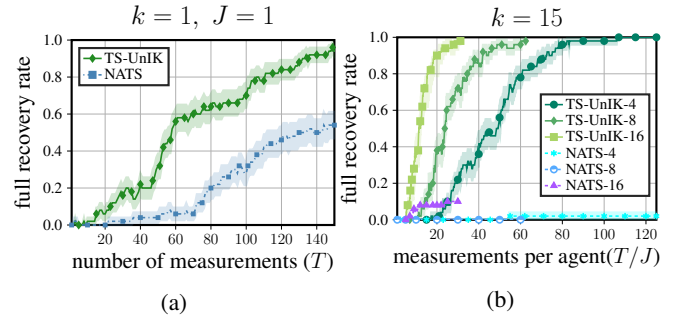 k = 1, J = 1
full recovery rate
1.0
0.8
0.6
0.4
0.2
0.0
TS-UnIK
NATS
20 40 60 80 100 120 140
number of measurements (T)
(a)
k = 15
full recovery rate
1.0
0.8
0.6
0.4
0.2
0.0
TS-UnIK-4
TS-UnIK-8
TS-UnIK-16
NATS-4
NATS-8
NATS-16
20 40 60 80 100 120
measurements per agent(T/J)
(b)